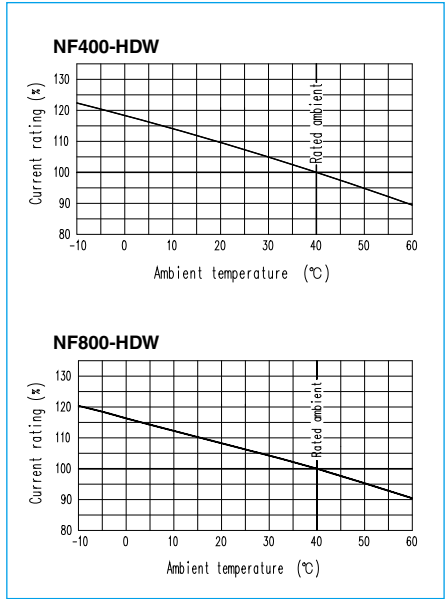 NF400-HDW
Current rating (%)
130
120
110
100
90
80
Rated ambient
-10 0 10 20 30 40 50 60
Ambient temperature (℃)
NF800-HDW
Current rating (%)
130
120
110
100
90
80
Rated ambient
-10 0 10 20 30 40 50 60
Ambient temperature (℃)